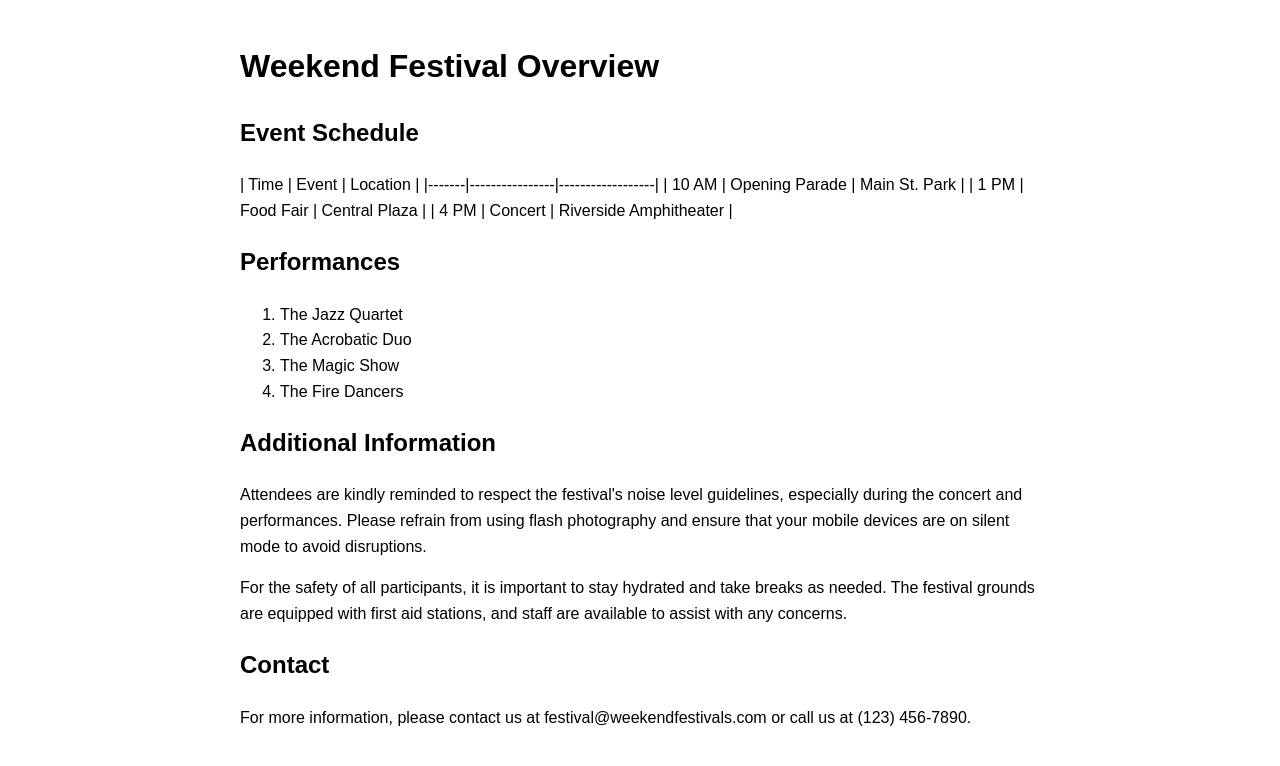 Weekend Festival Overview
Event Schedule
| Time | Event | Location | |-------|----------------|------------------| | 10 AM | Opening Parade | Main St. Park | | 1 PM |
Food Fair | Central Plaza | | 4 PM | Concert | Riverside Amphitheater |
Performances
1. The Jazz Quartet
2. The Acrobatic Duo
3. The Magic Show
4. The Fire Dancers
Additional Information
Attendees are kindly reminded to respect the festival's noise level guidelines, especially during the concert and
performances. Please refrain from using flash photography and ensure that your mobile devices are on silent
mode to avoid disruptions.
For the safety of all participants, it is important to stay hydrated and take breaks as needed. The festival grounds
are equipped with first aid stations, and staff are available to assist with any concerns.
Contact
For more information, please contact us at festival@weekendfestivals.com or call us at (123) 456-7890.